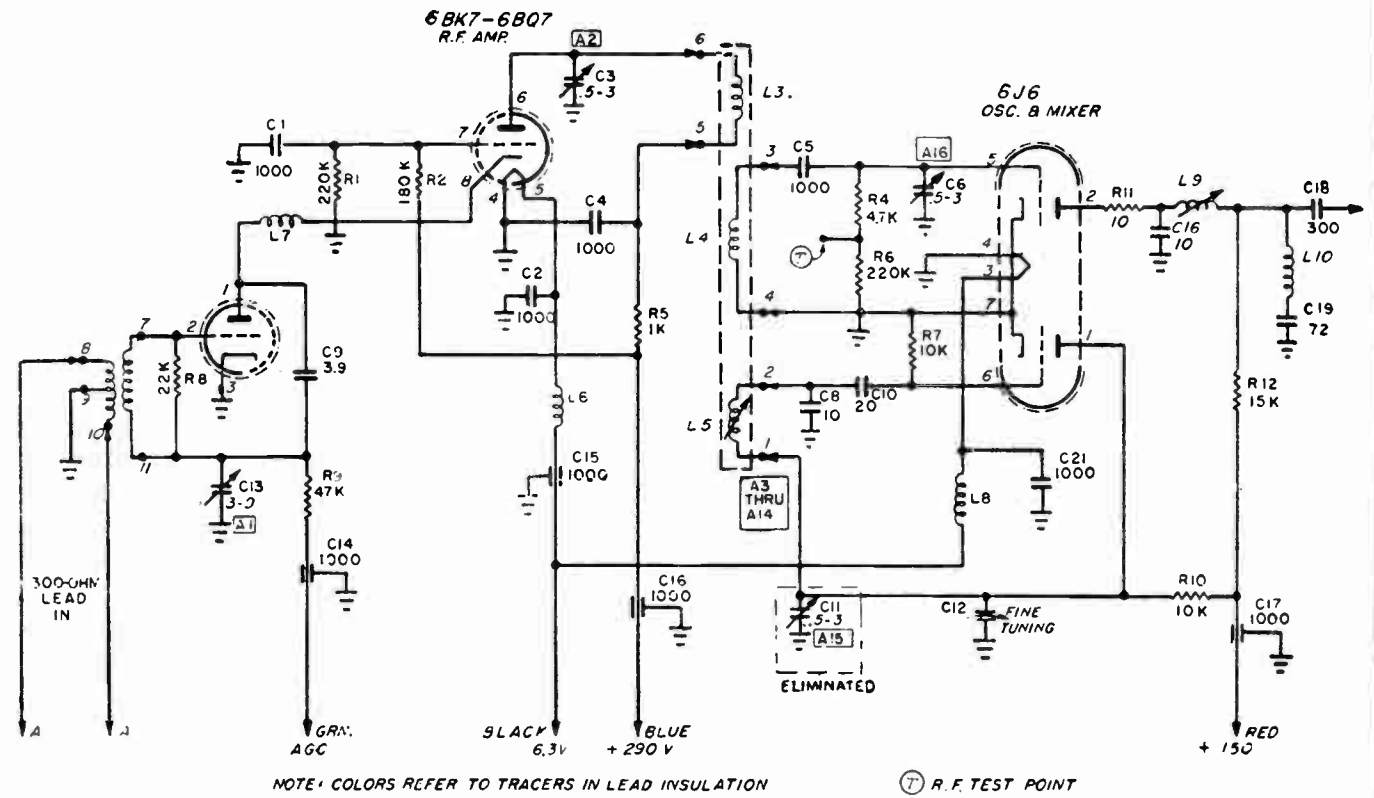 6BK7-6BQ7
R.F. AMP.
A2
6
C3
.5-3
6
L3.
6J6
OSC. & MIXER
C1
1000
7
220K
R1
180K
R2
8
4
5
5
C4
1000
3
C5
1000
R4
47K
A16
C6
.5-3
5
2
R11
10
L9
C18
300
C16
10
L7
L4
T
R6
220K
4
3
L10
C2
1000
R5
1K
4
7
C19
72
1
7
2
8
22K
R8
3
C9
3.9
9
10
11
R7
10K
1
2
C8
10
C10
20
6
L6
L5
1
R12
15K
C13
3-0
A1
R9
47K
C15
1000
A3
THRU
A14
L8
C21
1000
300-OHM
LEAD
IN
C14
1000
C16
1000
C11
.5-3
A15
C12
FINE
TUNING
R10
10K
C17
1000
ELIMINATED
A
A
GRN.
AGC
BLACK
6.3V
BLUE
+290 V
RED
+ 150
NOTE: COLORS REFER TO TRACERS IN LEAD INSULATION
T R.F. TEST POINT